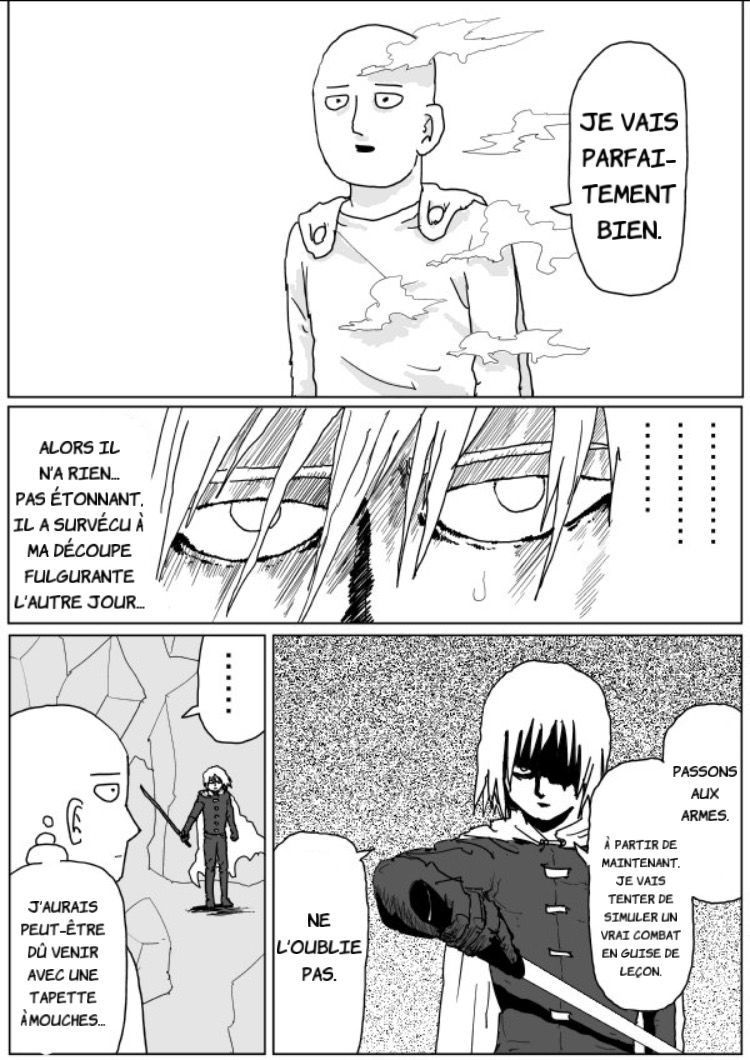 JE VAIS
PARFAI-
TEMENT
BIEN.
.........
.........
.......
ALORS IL
N'A RIEN...
PAS ÉTONNANT,
IL A SURVÉCU À
MA DÉCOUPE
FULGURANTE
L'AUTRE JOUR...
PASSONS
AUX
ARMES.
À PARTIR DE
MAINTENANT,
JE VAIS
TENTER DE
SIMULER UN
VRAI COMBAT
EN GUISE DE
LEÇON.
NE
L'OUBLIE
PAS.
......
J'AURAIS
PEUT-ÊTRE
DÛ VENIR
AVEC UNE
TAPETTE
À MOUCHES...